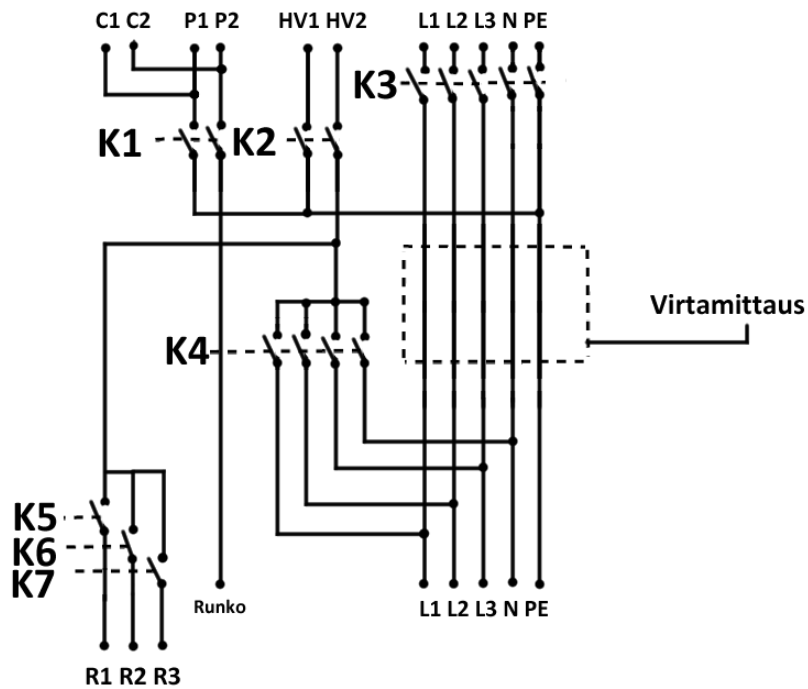 C1 C2 P1 P2 HV1 HV2 L1 L2 L3 N PE
K3
K1 K2
Virtamittaus
K4
K5
K6
K7
Runko L1 L2 L3 N PE
R1 R2 R3